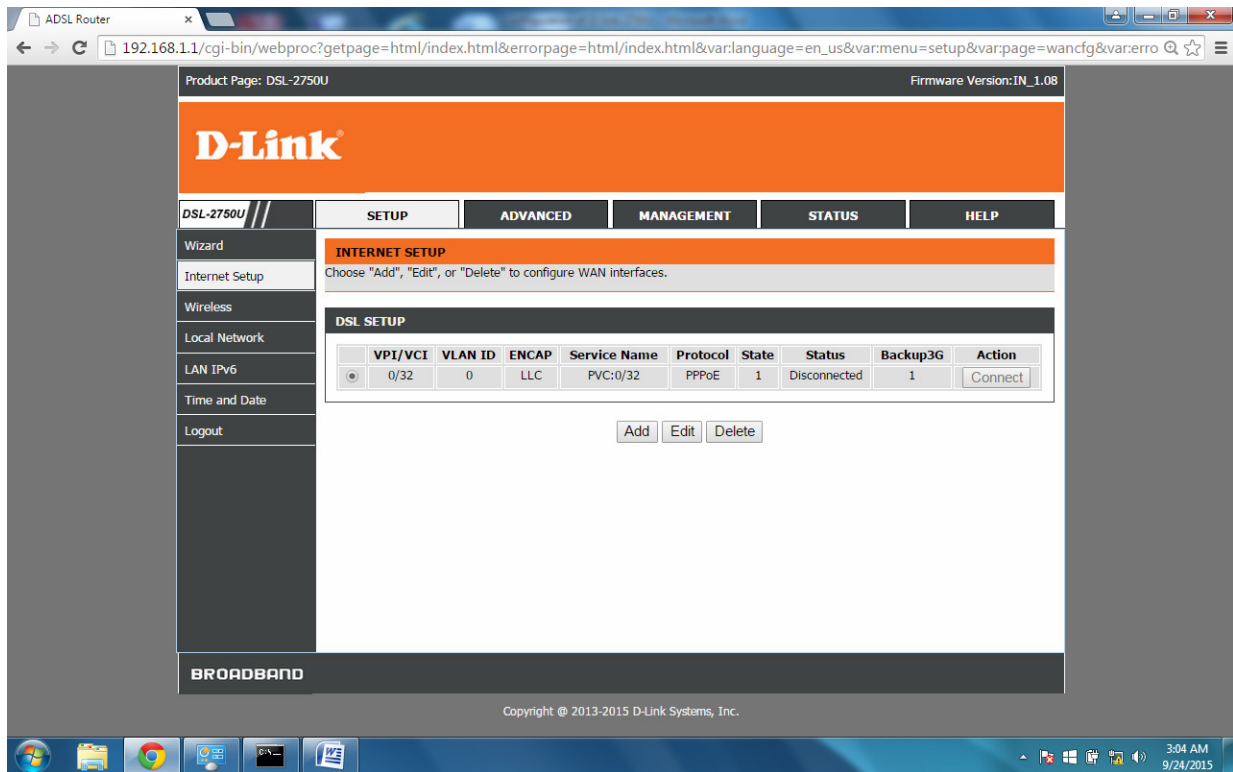 ADSL Router
192.168.1.1/cgi-bin/webproc?getpage=html/index.html&errorpage=html/index.html&var:language=en_us&var:menu=setup&var:page=wancfg&var:erro
Product Page: DSL-2750U
Firmware Version:IN_1.08
D-Link
DSL-2750U
SETUP
ADVANCED
MANAGEMENT
STATUS
HELP
Wizard
Internet Setup
Wireless
Local Network
LAN IPv6
Time and Date
Logout
INTERNET SETUP
Choose "Add", "Edit", or "Delete" to configure WAN interfaces.
DSL SETUP
VPI/VCI VLAN ID ENCAP Service Name Protocol State Status Backup3G Action
0/32 0 LLC PVC:0/32 PPPoE 1 Disconnected 1 Connect
Add Edit Delete
BROADBAND
Copyright @ 2013-2015 D-Link Systems, Inc.
3:04 AM
9/24/2015